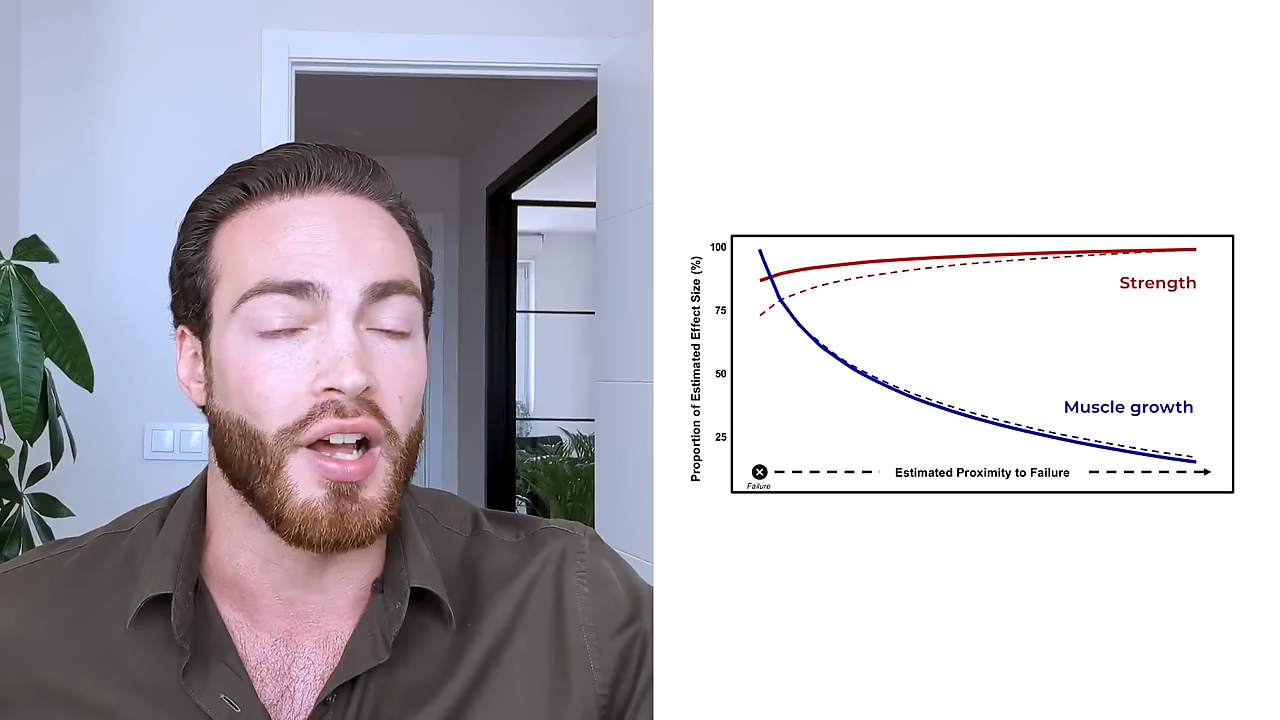 Proportion of Estimated Effect Size (%)
100
75
50
25
Strength
Muscle growth
Estimated Proximity to Failure
Failure